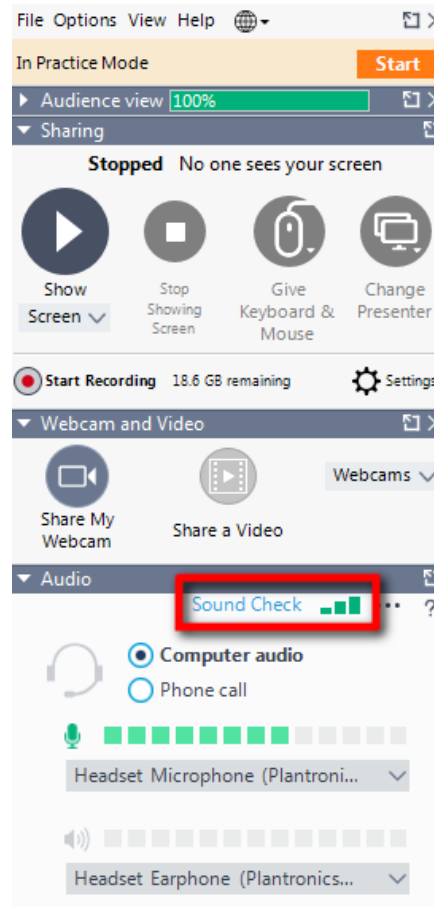 File Options View Help
In Practice Mode Start
Audience view 100%
Sharing
Stopped No one sees your screen
Show Stop Showing Screen Give Keyboard & Mouse Change Presenter
Screen
Start Recording 18.6 GB remaining Settings
Webcam and Video
Webcams
Share My Webcam
Share a Video
Audio
Sound Check ... ?
Computer audio
Phone call
Headset Microphone (Plantroni...
Headset Earphone (Plantronics...